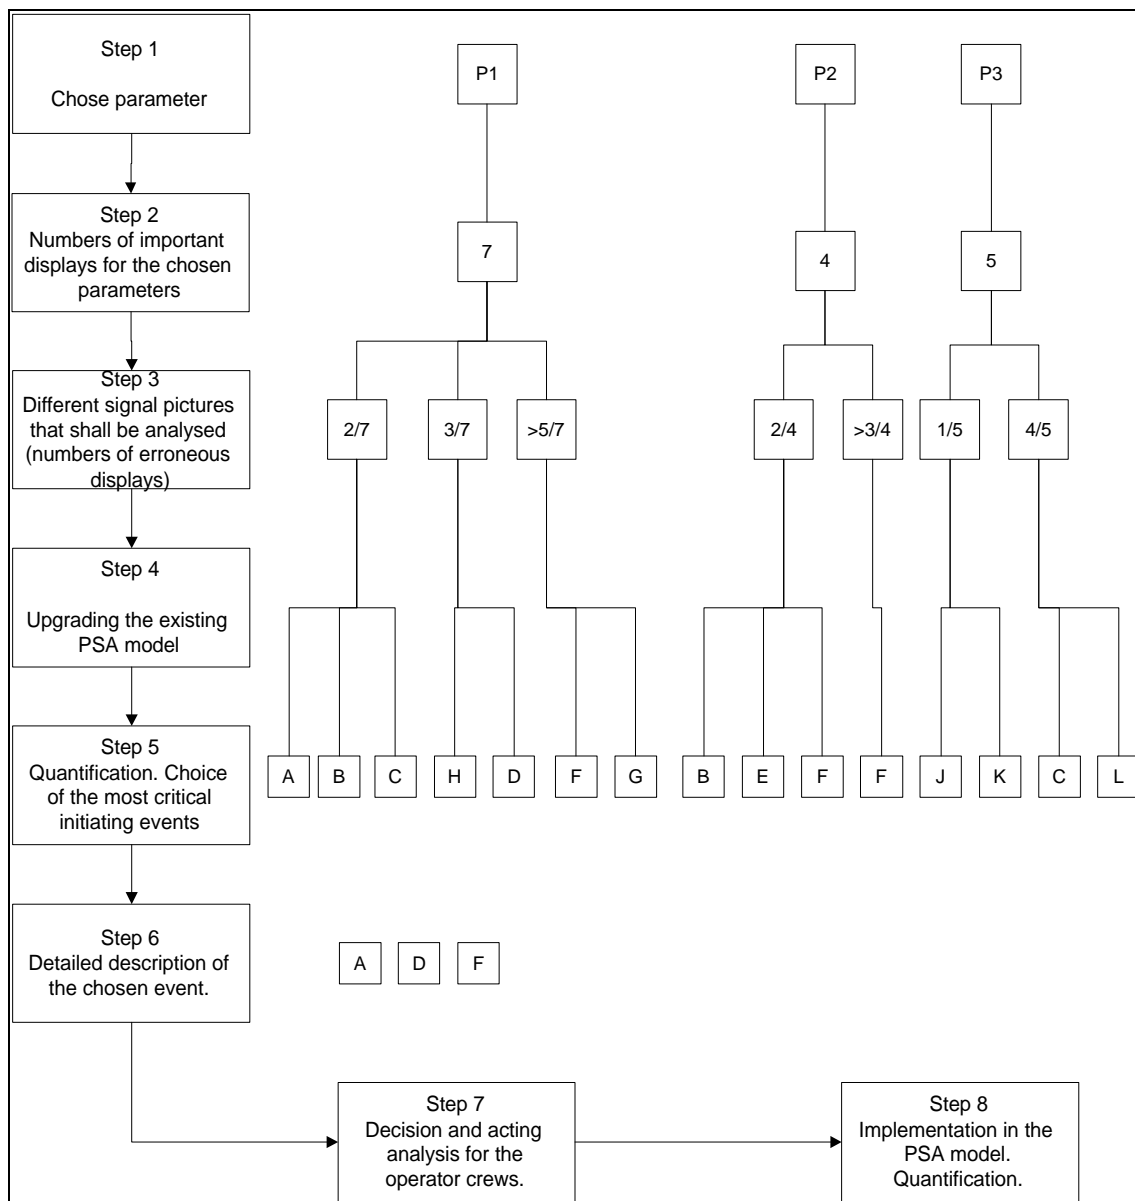 Step 1
Chose parameter
P1
P2
P3
Step 2
Numbers of important
displays for the chosen
parameters
7
4
5
Step 3
Different signal pictures
that shall be analysed
(numbers of erroneous
displays)
2/7
3/7
>5/7
2/4
>3/4
1/5
4/5
Step 4
Upgrading the existing
PSA model
Step 5
Quantification. Choice
of the most critical
initiating events
A
B
C
H
D
F
G
B
E
F
F
J
K
C
L
Step 6
Detailed description of
the chosen event.
A
D
F
Step 7
Decision and acting
analysis for the
operator crews.
Step 8
Implementation in the
PSA model.
Quantification.